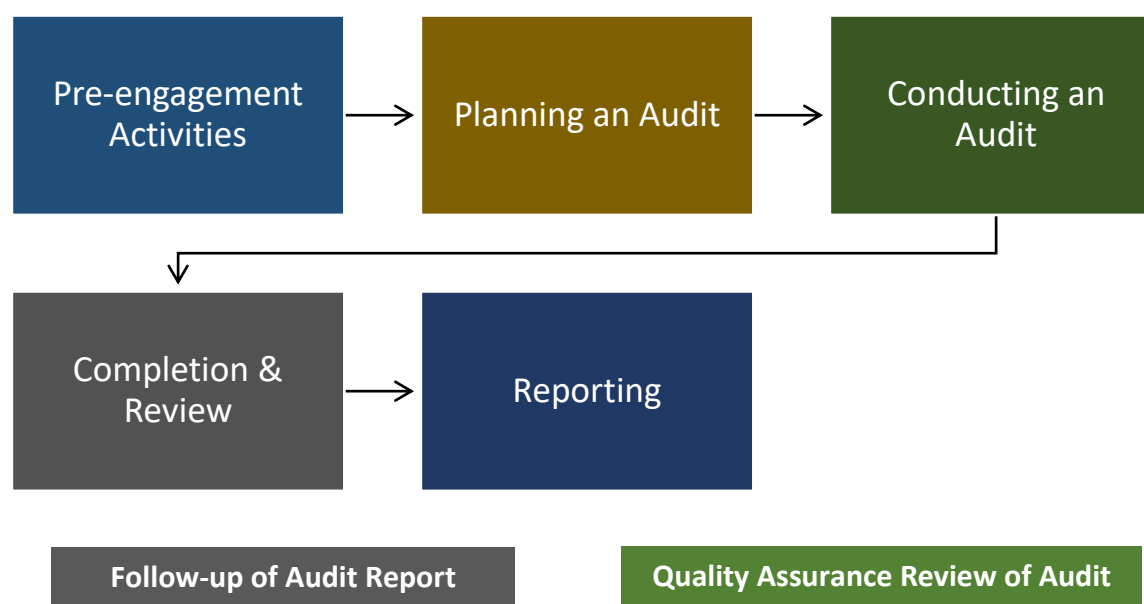 Pre-engagement
Activities
Planning an Audit
Conducting an
Audit
Completion &
Review
Reporting
Follow-up of Audit Report
Quality Assurance Review of Audit